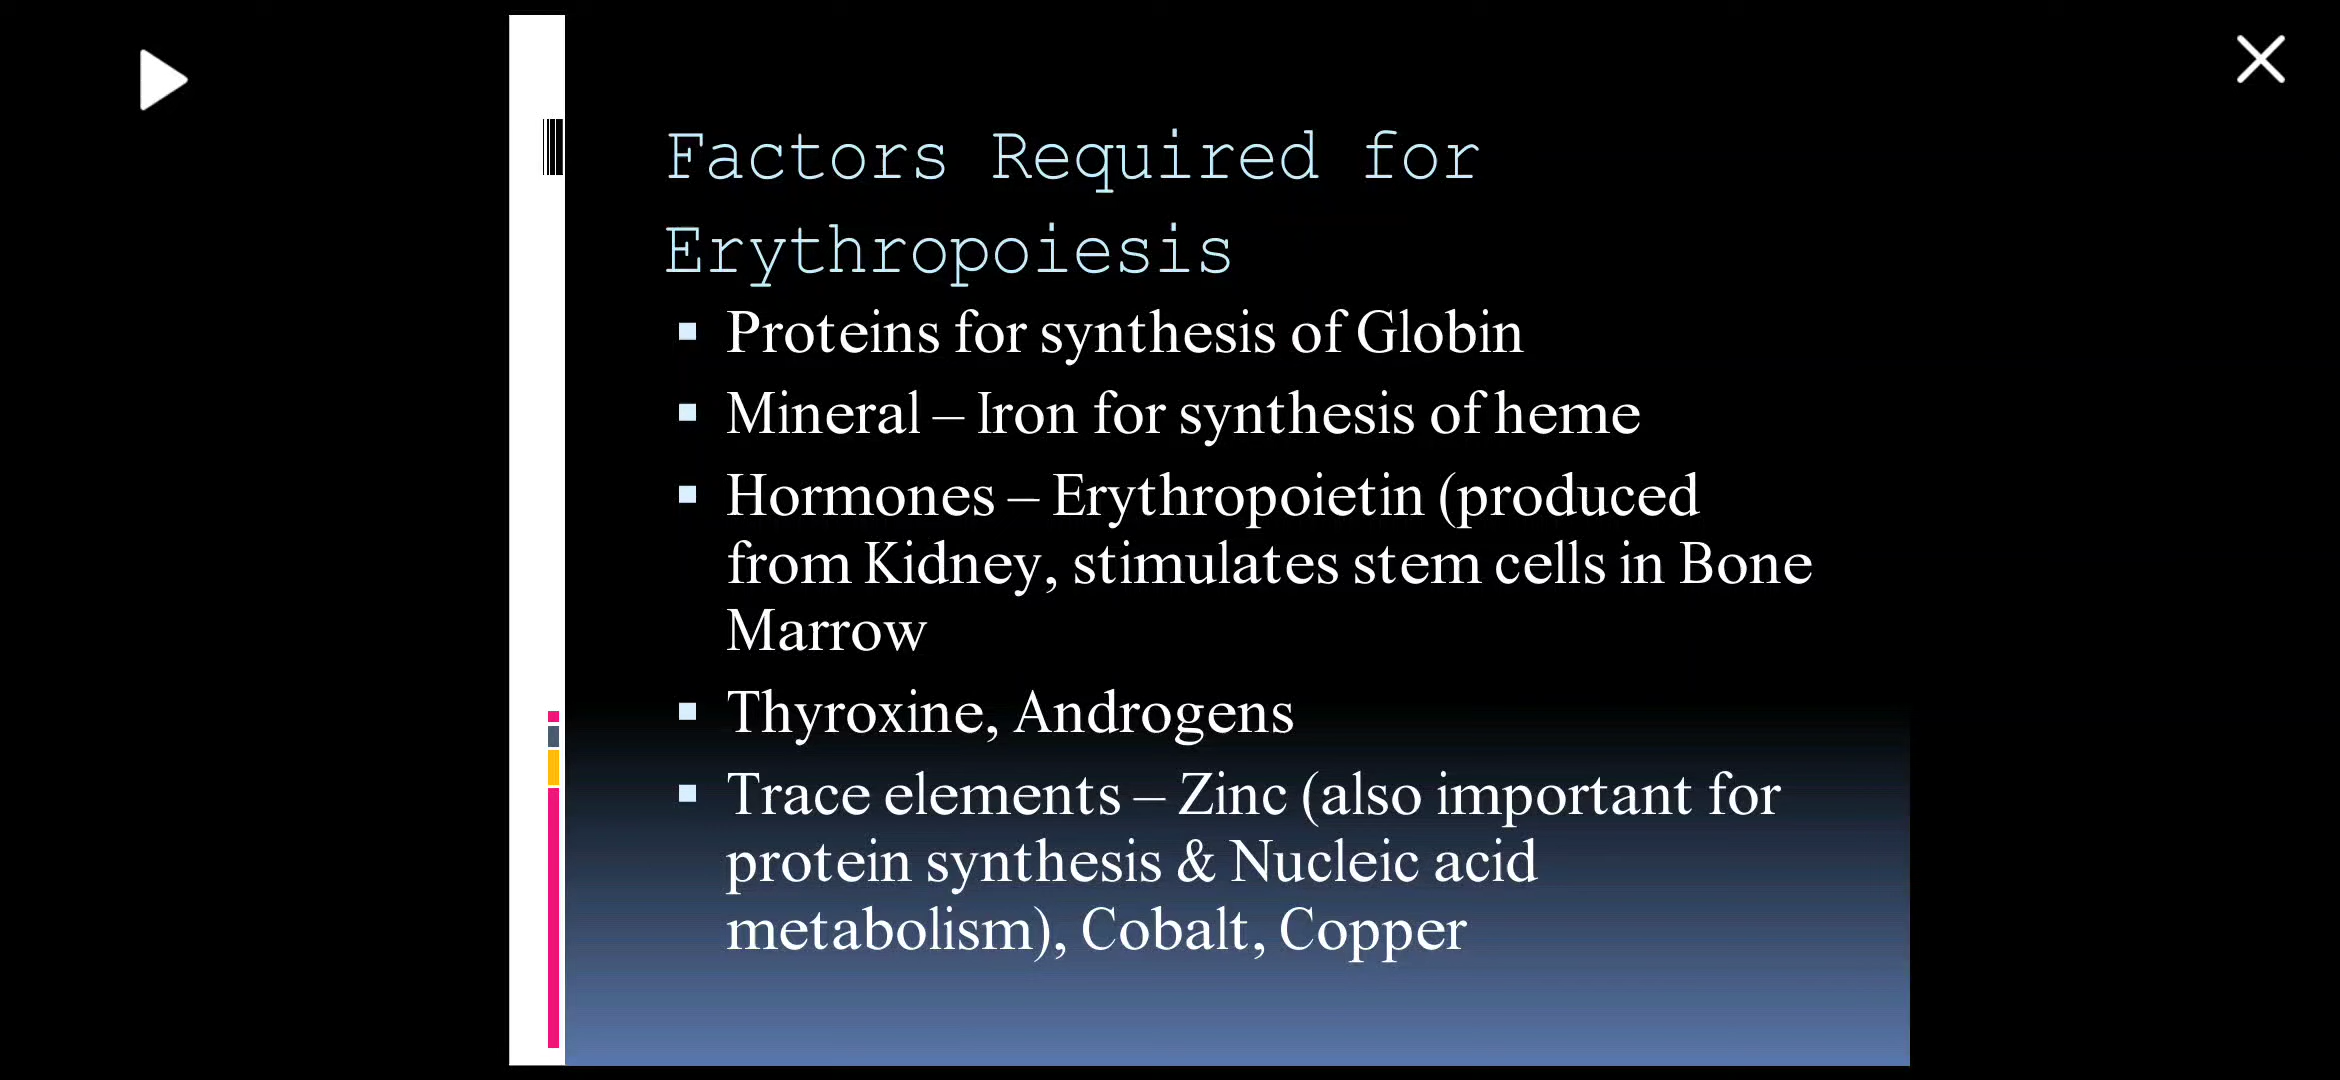 Factors Required for
Erythropoiesis
▪ Proteins for synthesis of Globin
▪ Mineral – Iron for synthesis of heme
▪ Hormones – Erythropoietin (produced
from Kidney, stimulates stem cells in Bone
Marrow
▪ Thyroxine, Androgens
▪ Trace elements – Zinc (also important for
protein synthesis & Nucleic acid
metabolism), Cobalt, Copper